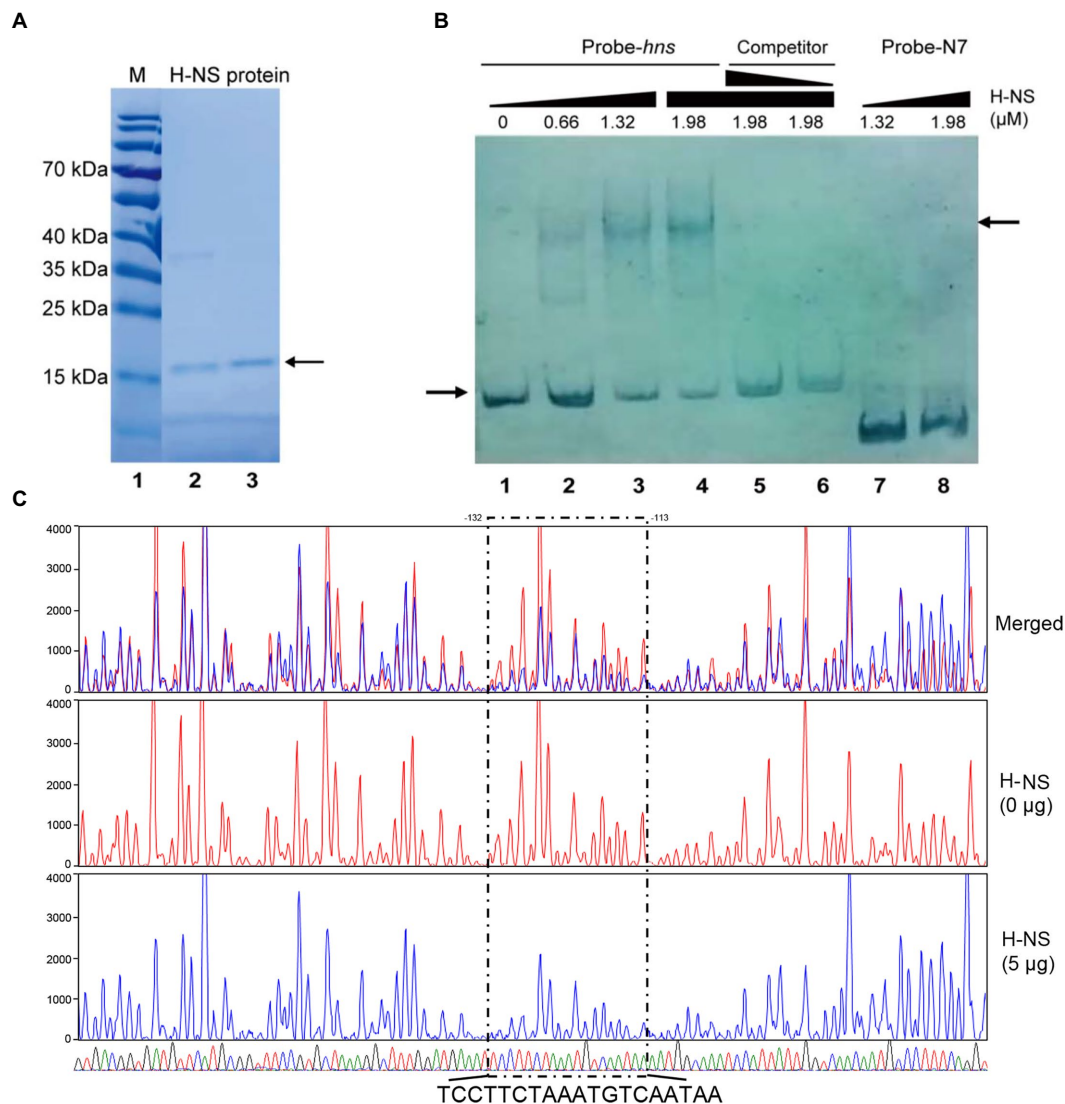 A
B
M H-NS protein
70 kDa
40 kDa
35 kDa
25 kDa
15 kDa
1 2 3
Probe-hns Competitor Probe-N7
H-NS
(μM)
0 0.66 1.32 1.98 1.98 1.98 1.32 1.98
1 2 3 4 5 6 7 8
C
-132 -113
4000
3000
2000
1000
0
Merged
4000
3000
2000
1000
0
H-NS
(0 μg)
4000
3000
2000
1000
0
H-NS
(5 μg)
TCCTTCTAAATGTCAATAA